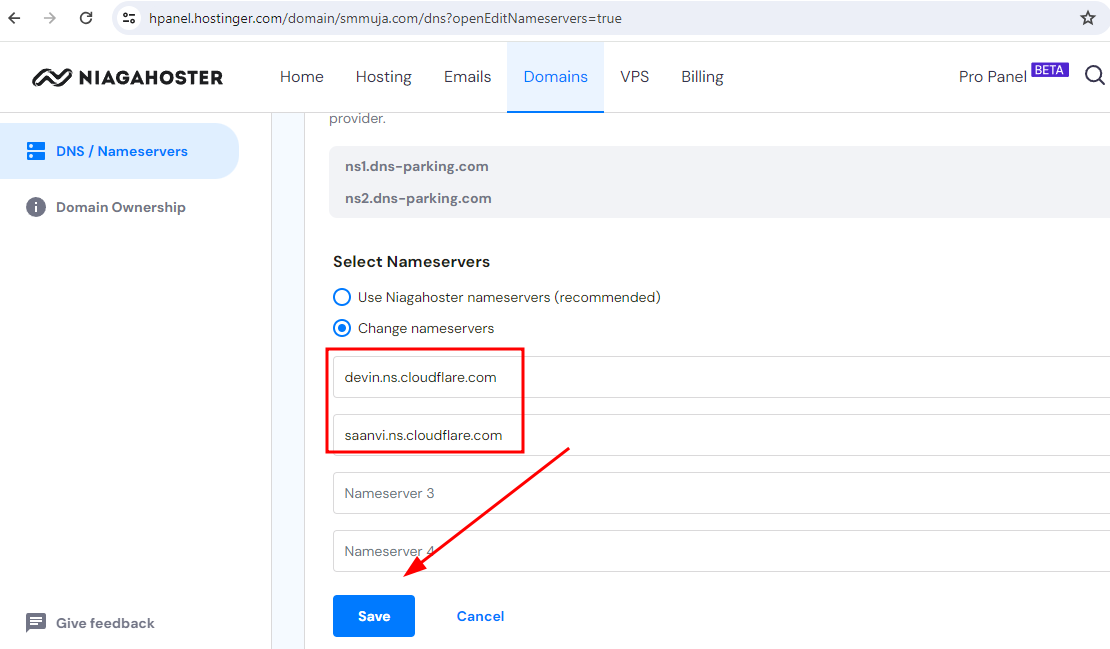 hpanel.hostinger.com/domain/smmuja.com/dns?openEditNameservers=true
NIAGAHOSTER
Home
Hosting
Emails
Domains
VPS
Billing
Pro Panel BETA
DNS / Nameservers
Domain Ownership
Give feedback
provider.
ns1.dns-parking.com
ns2.dns-parking.com
Select Nameservers
Use Niagahoster nameservers (recommended)
Change nameservers
devin.ns.cloudflare.com
saanvi.ns.cloudflare.com
Nameserver 3
Nameserver 4
Save
Cancel